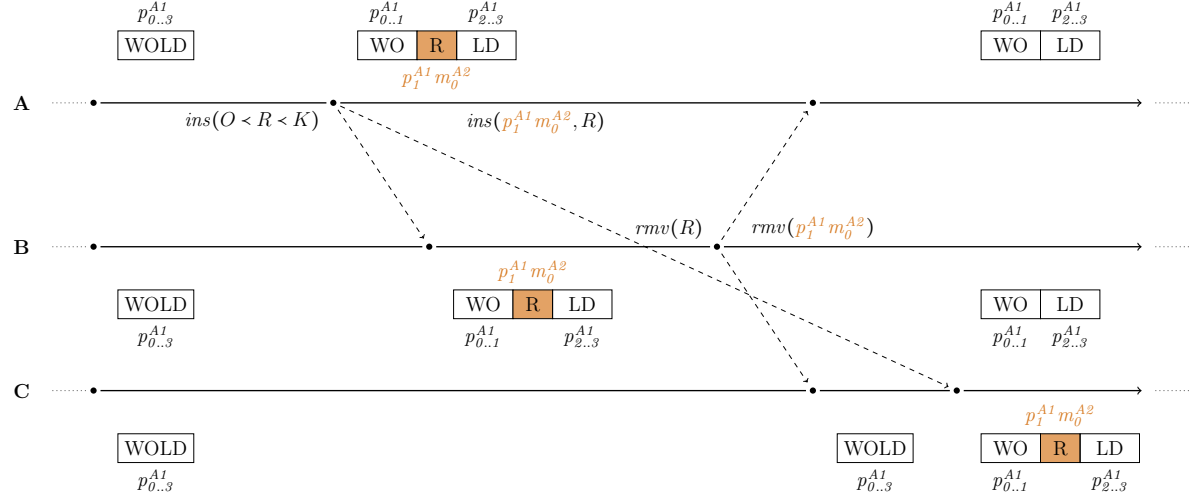 p_{0..3}^{A1} p_{0..1}^{A1} p_{2..3}^{A1} p_{0..1}^{A1} p_{2..3}^{A1}
WOLD WO R LD WO LD
p_1^{A1} m_0^{A2}
A
ins(O < R < K) ins(p_1^{A1} m_0^{A2}, R)
rmv(R) rmv(p_1^{A1} m_0^{A2})
B
p_1^{A1} m_0^{A2}
WOLD WO R LD WO LD
p_{0..3}^{A1} p_{0..1}^{A1} p_{2..3}^{A1} p_{0..1}^{A1} p_{2..3}^{A1}
C
p_1^{A1} m_0^{A2}
WOLD WOLD WO R LD
p_{0..3}^{A1} p_{0..3}^{A1} p_{0..1}^{A1} p_{2..3}^{A1}